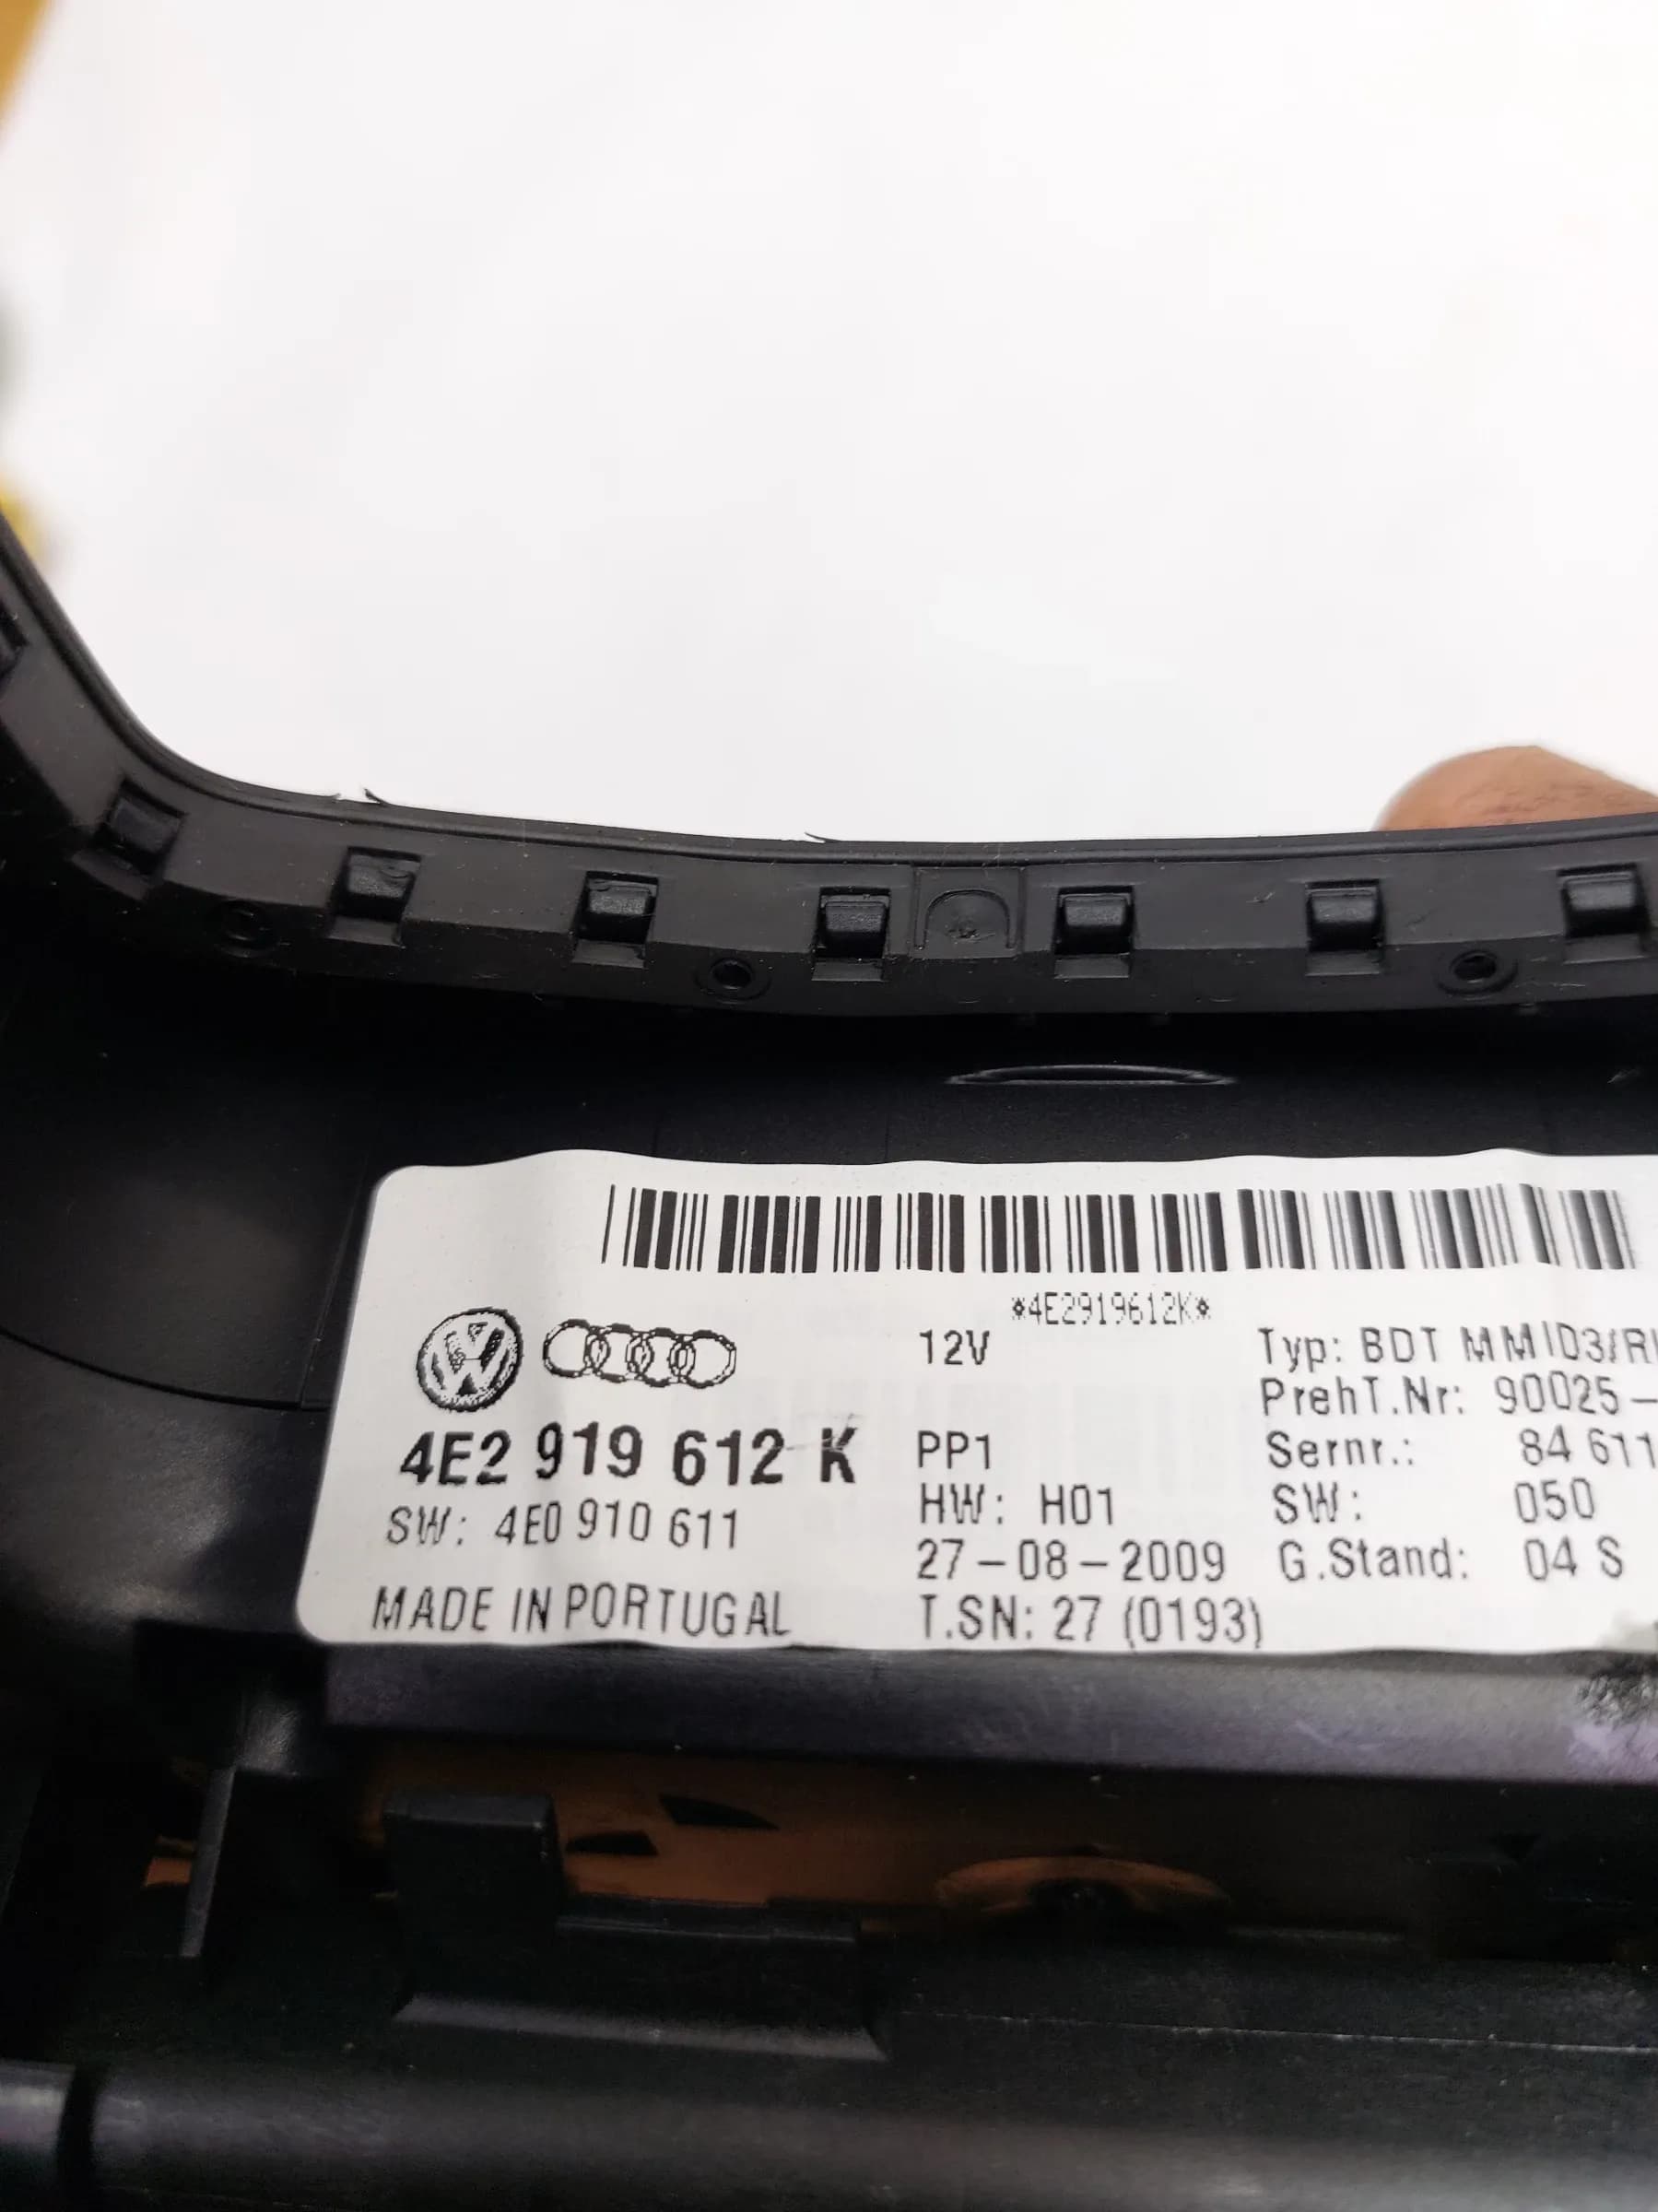 *4E2919612K*
12V
Typ: BDT MMI03/R
PrehT.Nr: 90025-
4E2 919 612 K
PP1
Sernr.: 84 611
SW: 4E0 910 611
HW: H01
SW: 050
27-08-2009
G.Stand: 04 S
MADE IN PORTUGAL
T.SN: 27 (0193)